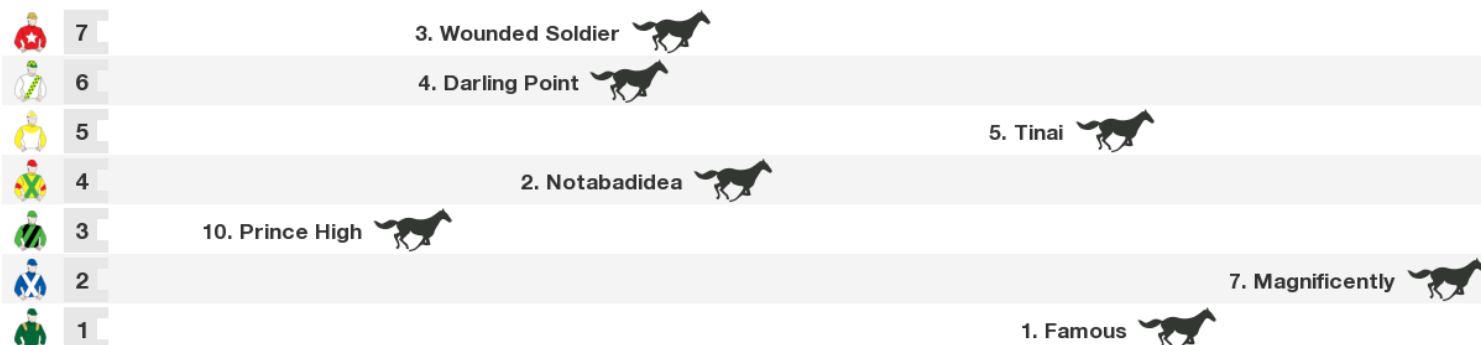 7 3. Wounded Soldier
6 4. Darling Point
5 5. Tinai
4 2. Notabadidea
3 10. Prince High
2 7. Magnificently
1 1. Famous